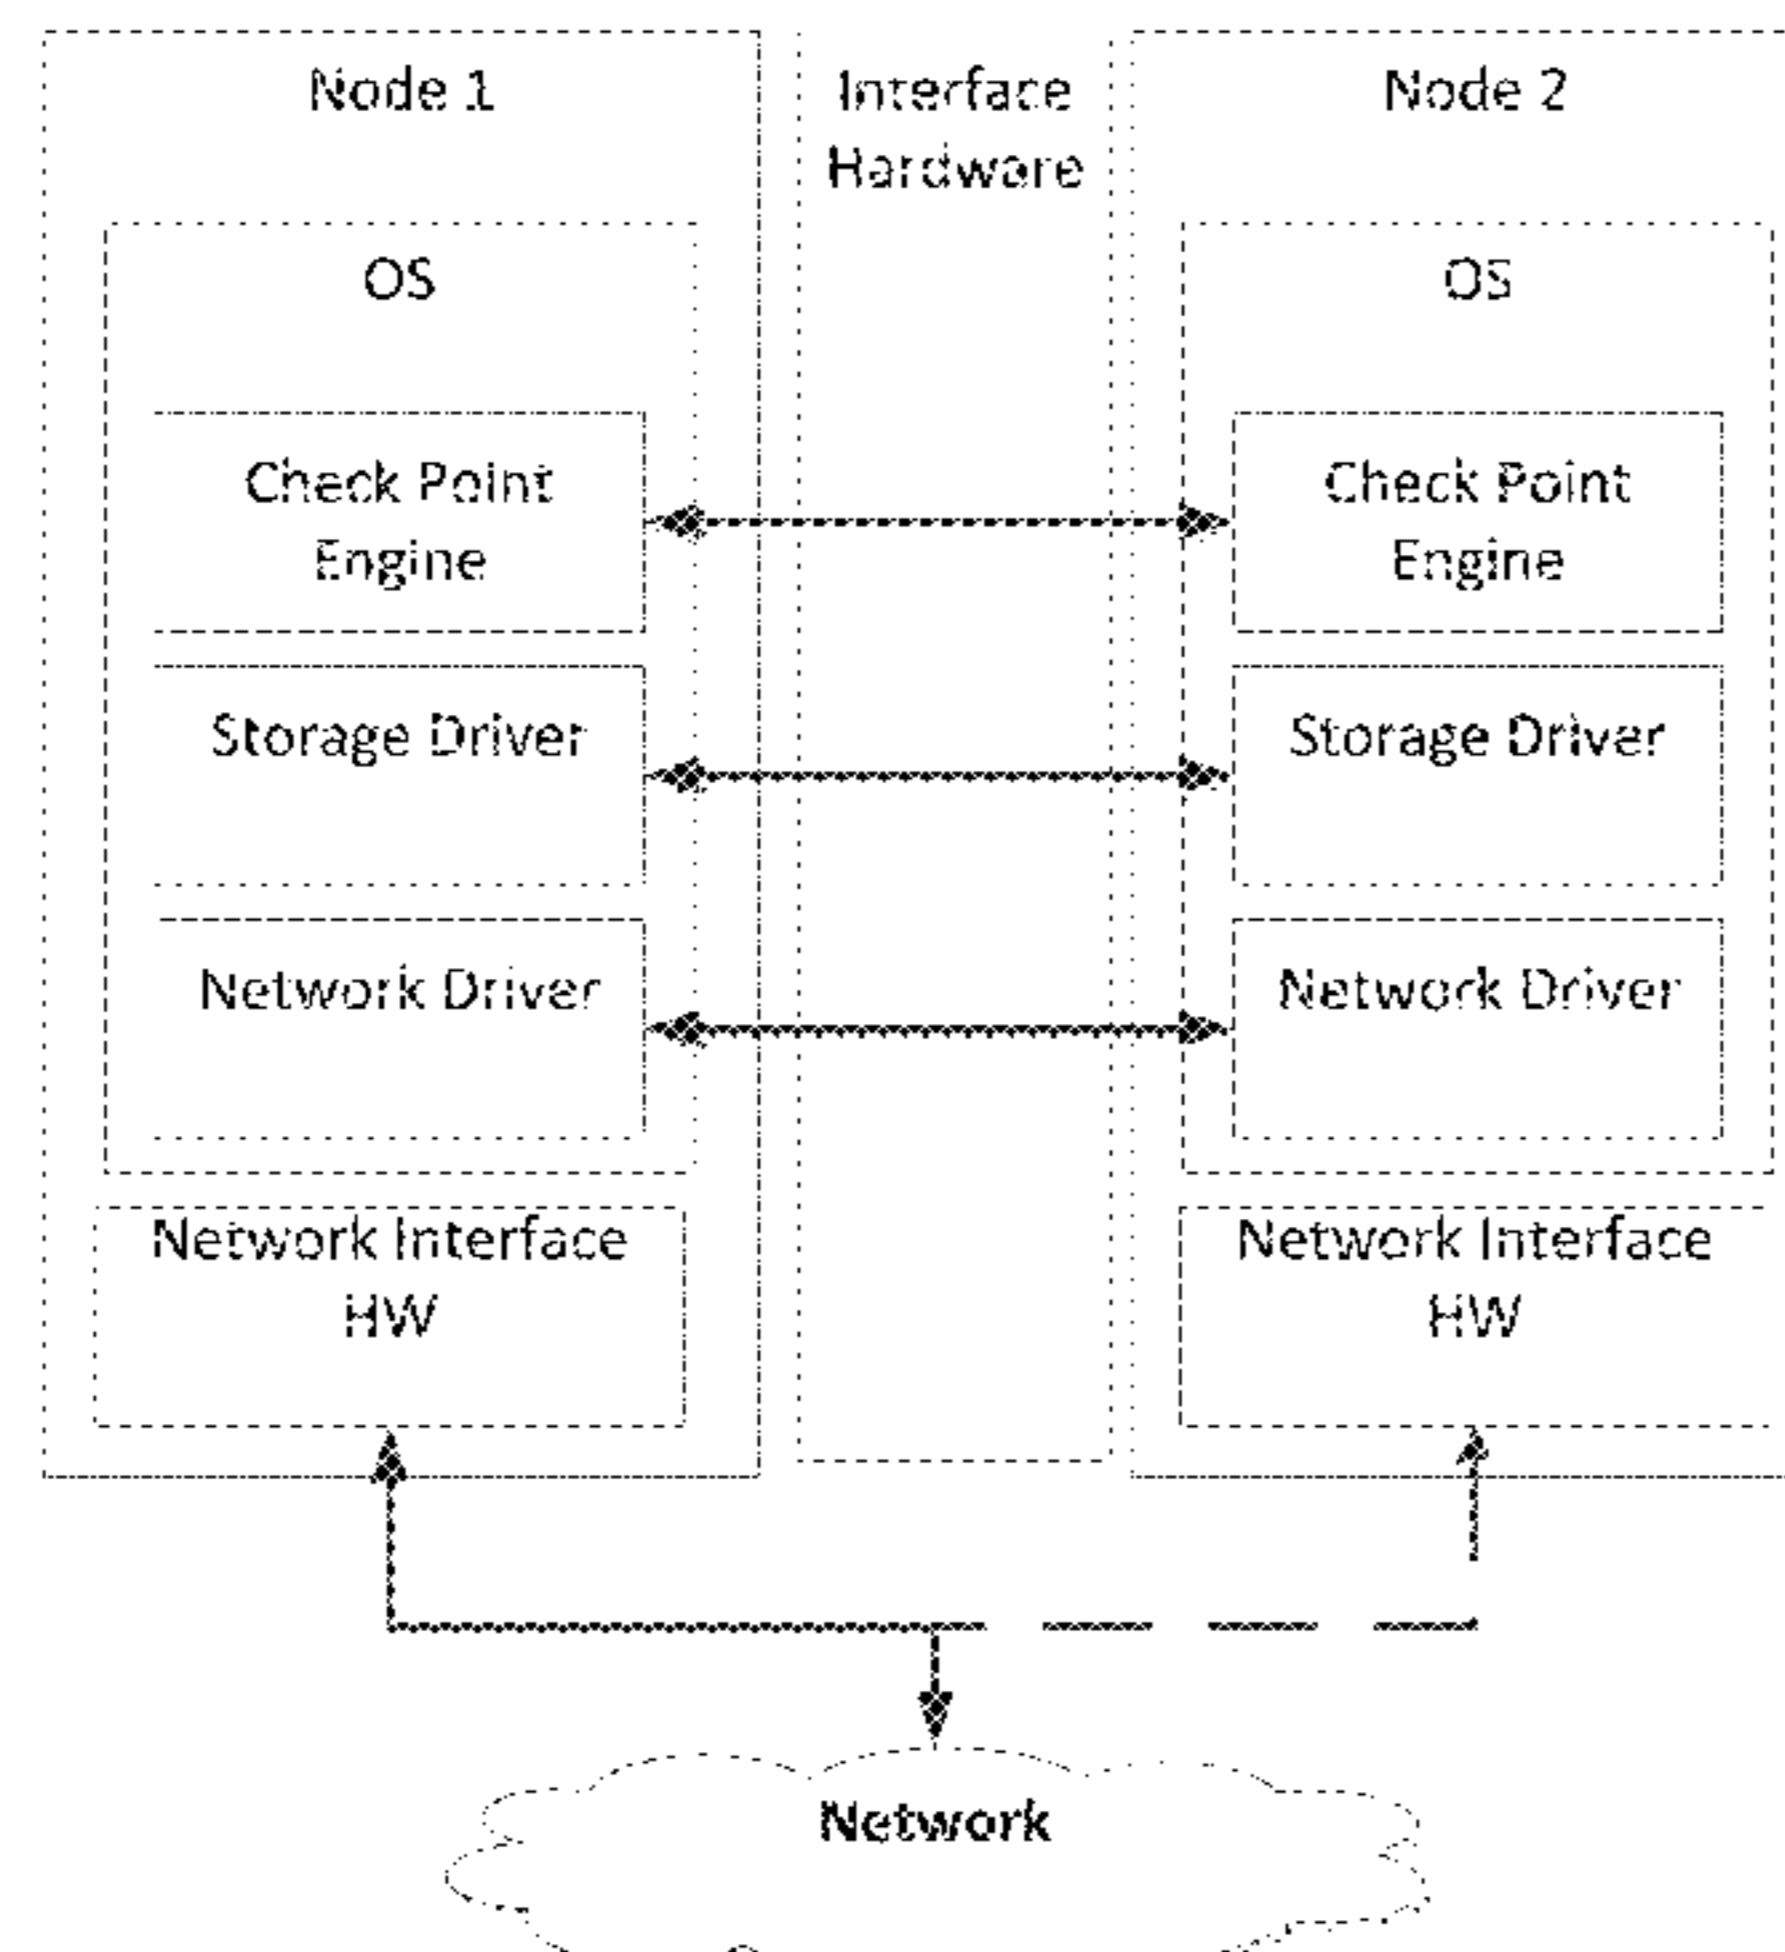 Node 1
OS
Check Point
Engine
Storage Driver
Network Driver
Network Interface
HW
Interface
Hardware
Node 2
OS
Check Point
Engine
Storage Driver
Network Driver
Network Interface
HW
Network